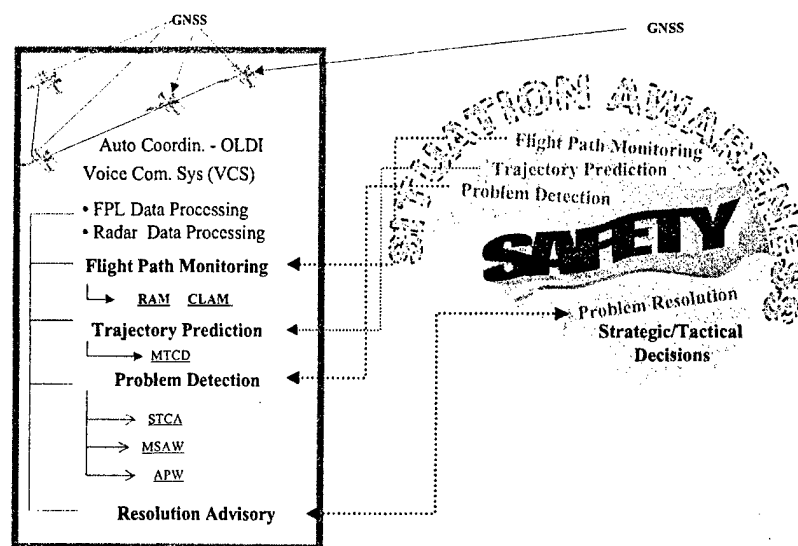 GNSS
GNSS
Auto Coordin. - OLDI
Voice Com. Sys (VCS)
• FPL Data Processing
• Radar Data Processing
Flight Path Monitoring
RAM CLAM
Trajectory Prediction
MTCD
Problem Detection
STCA
MSAW
APW
Resolution Advisory
SITUATION AWARENESS
Flight Path Monitoring
Trajectory Prediction
Problem Detection
SAFETY
Problem Resolution
Strategic/Tactical
Decisions